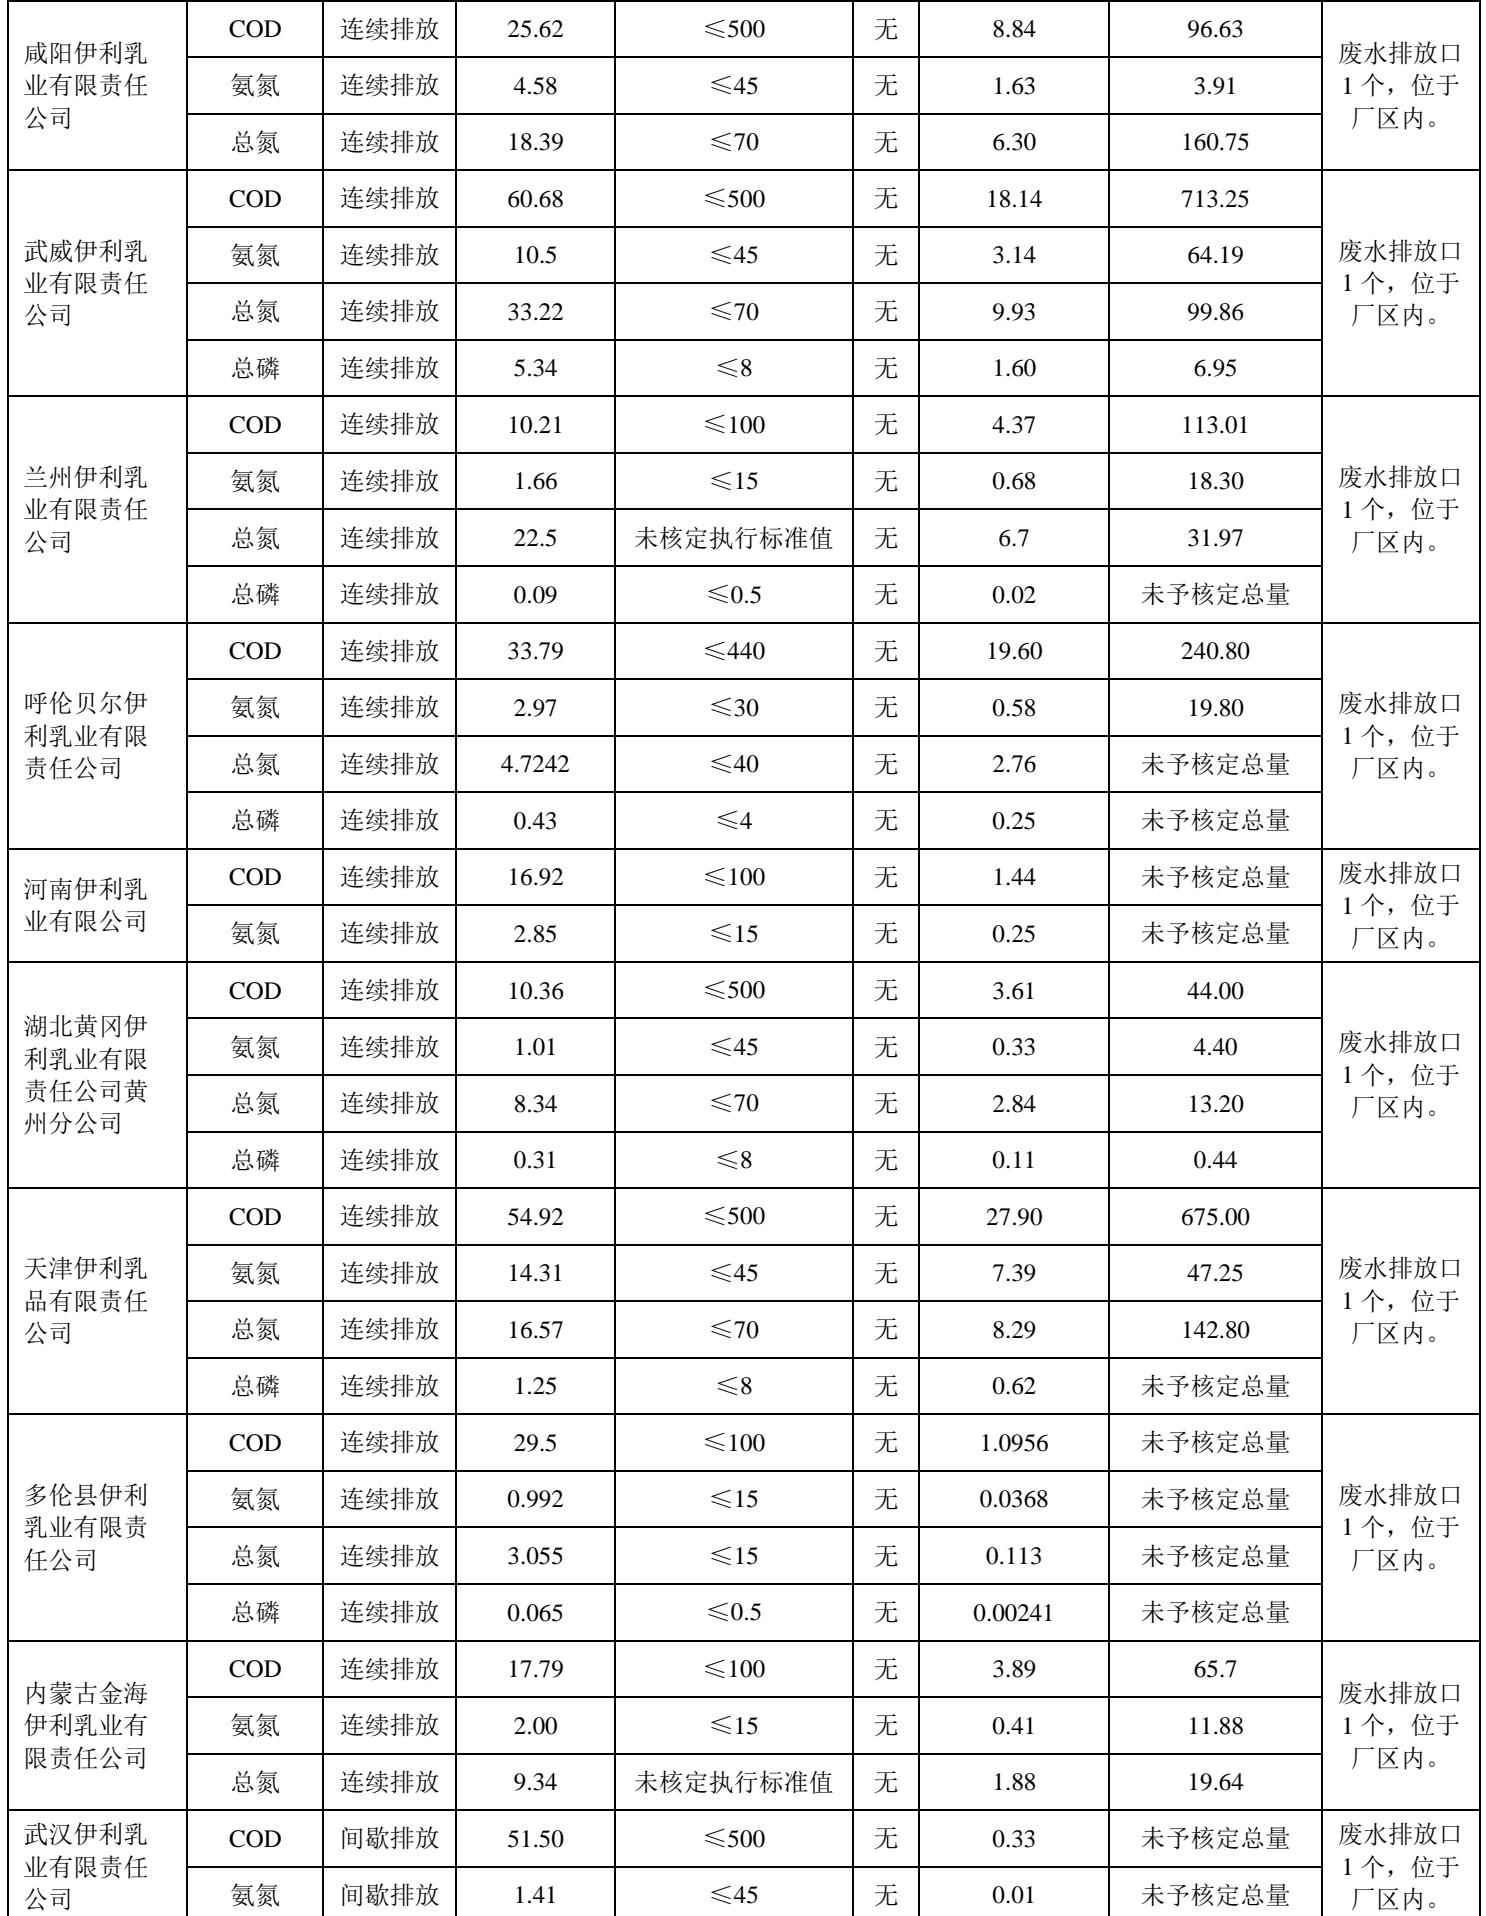 咸阳伊利乳
业有限责任
公司
COD 连续排放 25.62 ≤500 无 8.84 96.63
氨氮 连续排放 4.58 ≤45 无 1.63 3.91
总氮 连续排放 18.39 ≤70 无 6.30 160.75
废水排放口
1 个，位于
厂区内。
武威伊利乳
业有限责任
公司
COD 连续排放 60.68 ≤500 无 18.14 713.25
氨氮 连续排放 10.5 ≤45 无 3.14 64.19
总氮 连续排放 33.22 ≤70 无 9.93 99.86
总磷 连续排放 5.34 ≤8 无 1.60 6.95
废水排放口
1 个，位于
厂区内。
兰州伊利乳
业有限责任
公司
COD 连续排放 10.21 ≤100 无 4.37 113.01
氨氮 连续排放 1.66 ≤15 无 0.68 18.30
总氮 连续排放 22.5 未核定执行标准值 无 6.7 31.97
总磷 连续排放 0.09 ≤0.5 无 0.02 未予核定总量
废水排放口
1 个，位于
厂区内。
呼伦贝尔伊
利乳业有限
责任公司
COD 连续排放 33.79 ≤440 无 19.60 240.80
氨氮 连续排放 2.97 ≤30 无 0.58 19.80
总氮 连续排放 4.7242 ≤40 无 2.76 未予核定总量
总磷 连续排放 0.43 ≤4 无 0.25 未予核定总量
废水排放口
1 个，位于
厂区内。
河南伊利乳
业有限公司
COD 连续排放 16.92 ≤100 无 1.44 未予核定总量
氨氮 连续排放 2.85 ≤15 无 0.25 未予核定总量
废水排放口
1 个，位于
厂区内。
湖北黄冈伊
利乳业有限
责任公司黄
州分公司
COD 连续排放 10.36 ≤500 无 3.61 44.00
氨氮 连续排放 1.01 ≤45 无 0.33 4.40
总氮 连续排放 8.34 ≤70 无 2.84 13.20
总磷 连续排放 0.31 ≤8 无 0.11 0.44
废水排放口
1 个，位于
厂区内。
天津伊利乳
品有限责任
公司
COD 连续排放 54.92 ≤500 无 27.90 675.00
氨氮 连续排放 14.31 ≤45 无 7.39 47.25
总氮 连续排放 16.57 ≤70 无 8.29 142.80
总磷 连续排放 1.25 ≤8 无 0.62 未予核定总量
废水排放口
1 个，位于
厂区内。
多伦县伊利
乳业有限责
任公司
COD 连续排放 29.5 ≤100 无 1.0956 未予核定总量
氨氮 连续排放 0.992 ≤15 无 0.0368 未予核定总量
总氮 连续排放 3.055 ≤15 无 0.113 未予核定总量
总磷 连续排放 0.065 ≤0.5 无 0.00241 未予核定总量
废水排放口
1 个，位于
厂区内。
内蒙古金海
伊利乳业有
限责任公司
COD 连续排放 17.79 ≤100 无 3.89 65.7
氨氮 连续排放 2.00 ≤15 无 0.41 11.88
总氮 连续排放 9.34 未核定执行标准值 无 1.88 19.64
废水排放口
1 个，位于
厂区内。
武汉伊利乳
业有限责任
公司
COD 间歇排放 51.50 ≤500 无 0.33 未予核定总量
氨氮 间歇排放 1.41 ≤45 无 0.01 未予核定总量
废水排放口
1 个，位于
厂区内。